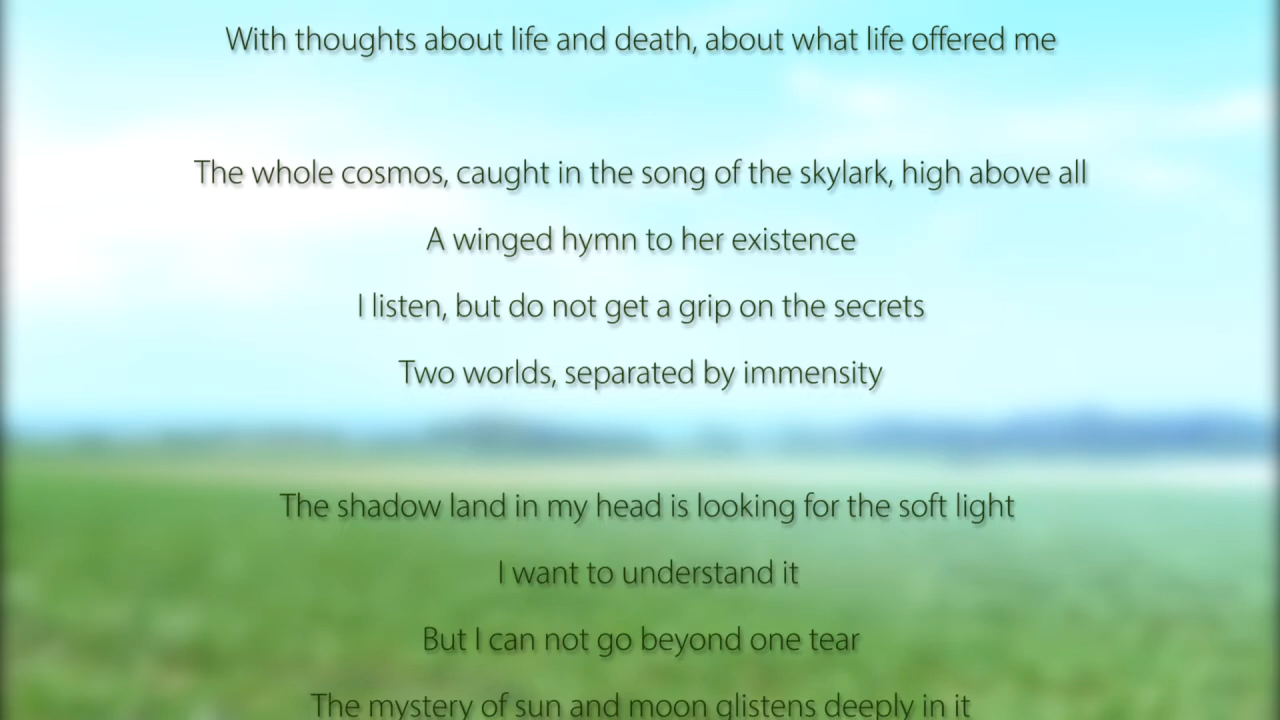 With thoughts about life and death, about what life offered me
The whole cosmos, caught in the song of the skylark, high above all
A winged hymn to her existence
I listen, but do not get a grip on the secrets
Two worlds, separated by immensity
The shadow land in my head is looking for the soft light
I want to understand it
But I can not go beyond one tear
The mystery of sun and moon glistens deeply in it